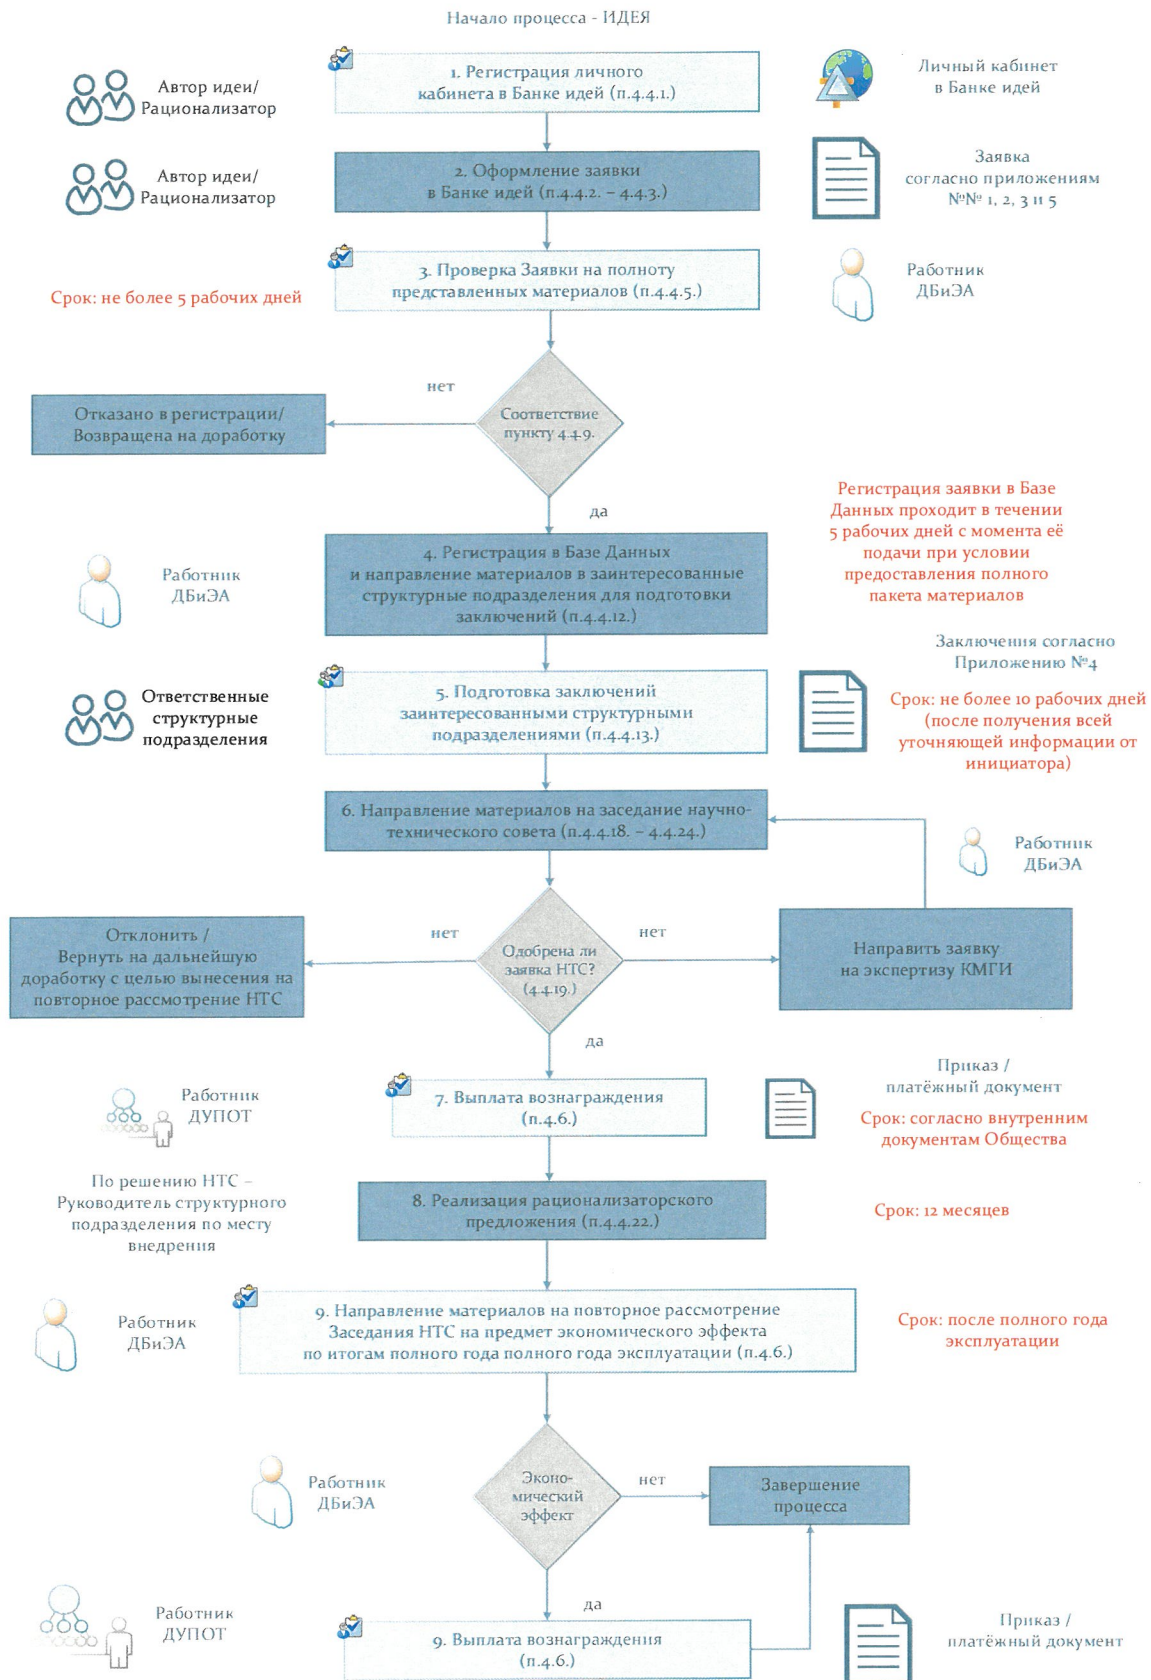 Начало процесса - ИДЕЯ
Автор идеи/
Рационализатор
1. Регистрация личного
кабинета в Банке идей (п.4.4.1.)
Личный кабинет
в Банке идей
Автор идеи/
Рационализатор
2. Оформление заявки
в Банке идей (п.4.4.2. – 4.4.3.)
Заявка
согласно приложениям
№№ 1, 2, 3 и 5
Срок: не более 5 рабочих дней
3. Проверка Заявки на полноту
представленных материалов (п.4.4.5.)
Работник
ДБиЭА
нет
Отказано в регистрации/
Возвращена на доработку
Соответствие
пункту 4.4.9.
да
Регистрация заявки в Базе
Данных проходит в течении
5 рабочих дней с момента её
подачи при условии
предоставления полного
пакета материалов
Работник
ДБиЭА
4. Регистрация в Базе Данных
и направление материалов в заинтересованные
структурные подразделения для подготовки
заключений (п.4.4.12.)
Заключения согласно
Приложению №4
Срок: не более 10 рабочих дней
(после получения всей
уточняющей информации от
инициатора)
Ответственные
структурные
подразделения
5. Подготовка заключений
заинтересованными структурными
подразделениями (п.4.4.13.)
6. Направление материалов на заседание научно-
технического совета (п.4.4.18. – 4.4.24.)
Работник
ДБиЭА
Отклонить /
Вернуть на дальнейшую
доработку с целью вынесения на
повторное рассмотрение НТС
нет
Одобрена ли
заявка НТС?
(4.4.19.)
нет
Направить заявку
на экспертизу КМГИ
да
Работник
ДУПОТ
7. Выплата вознаграждения
(п.4.6.)
Приказ /
платёжный документ
Срок: согласно внутренним
документам Общества
По решению НТС –
Руководитель структурного
подразделения по месту
внедрения
8. Реализация рационализаторского
предложения (п.4.4.22.)
Срок: 12 месяцев
Работник
ДБиЭА
9. Направление материалов на повторное рассмотрение
Заседания НТС на предмет экономического эффекта
по итогам полного года полного года эксплуатации (п.4.6.)
Срок: после полного года
эксплуатации
Работник
ДБиЭА
Эконо-
мический
эффект
нет
Завершение
процесса
да
Работник
ДУПОТ
9. Выплата вознаграждения
(п.4.6.)
Приказ /
платёжный документ